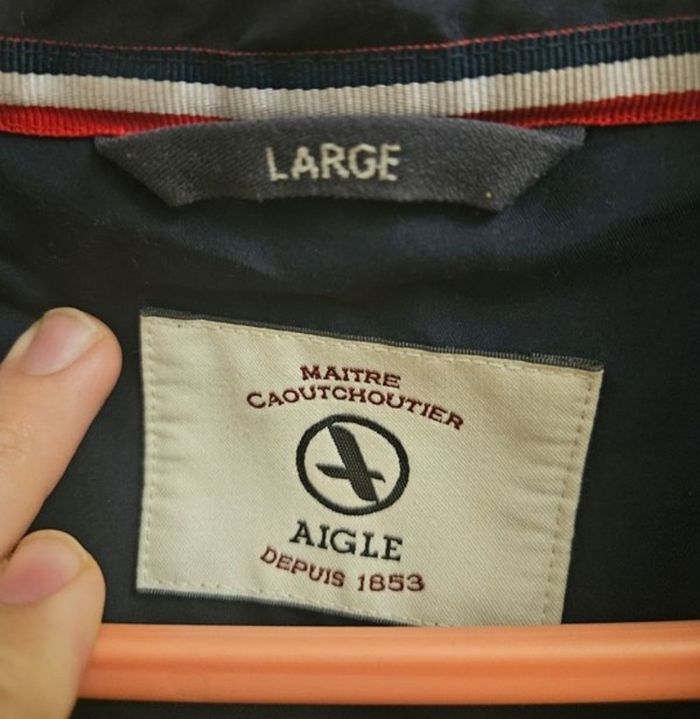 LARGE
MAITRE
CAOUTCHOUTIER
AIGLE
DEPUIS 1853